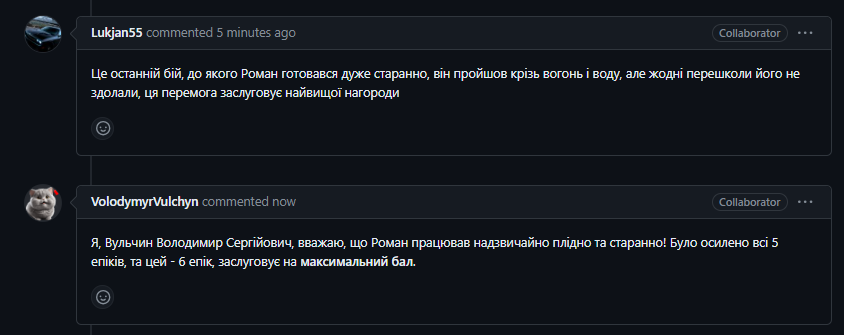 Lukjan55 commented 5 minutes ago
Collaborator
Це останній бій, до якого Роман готовався дуже старанно, він пройшов крізь вогонь і воду, але жодні перешколи його не
здолали, ця перемога заслуговує найвищої нагороди
VolodymyrVulchyn commented now
Collaborator
Я, Вульчин Володимир Сергійович, вважаю, що Роман працював надзвичайно плідно та старанно! Було осилено всі 5
епіків, та цей - 6 епік, заслуговує на максимальний бал.